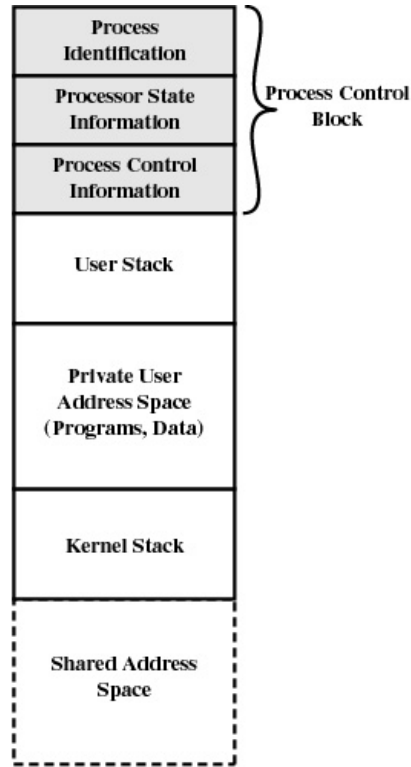 Process
Identification
Processor State
Information
Process Control
Information
Process Control
Block
User Stack
Private User
Address Space
(Programs, Data)
Kernel Stack
Shared Address
Space